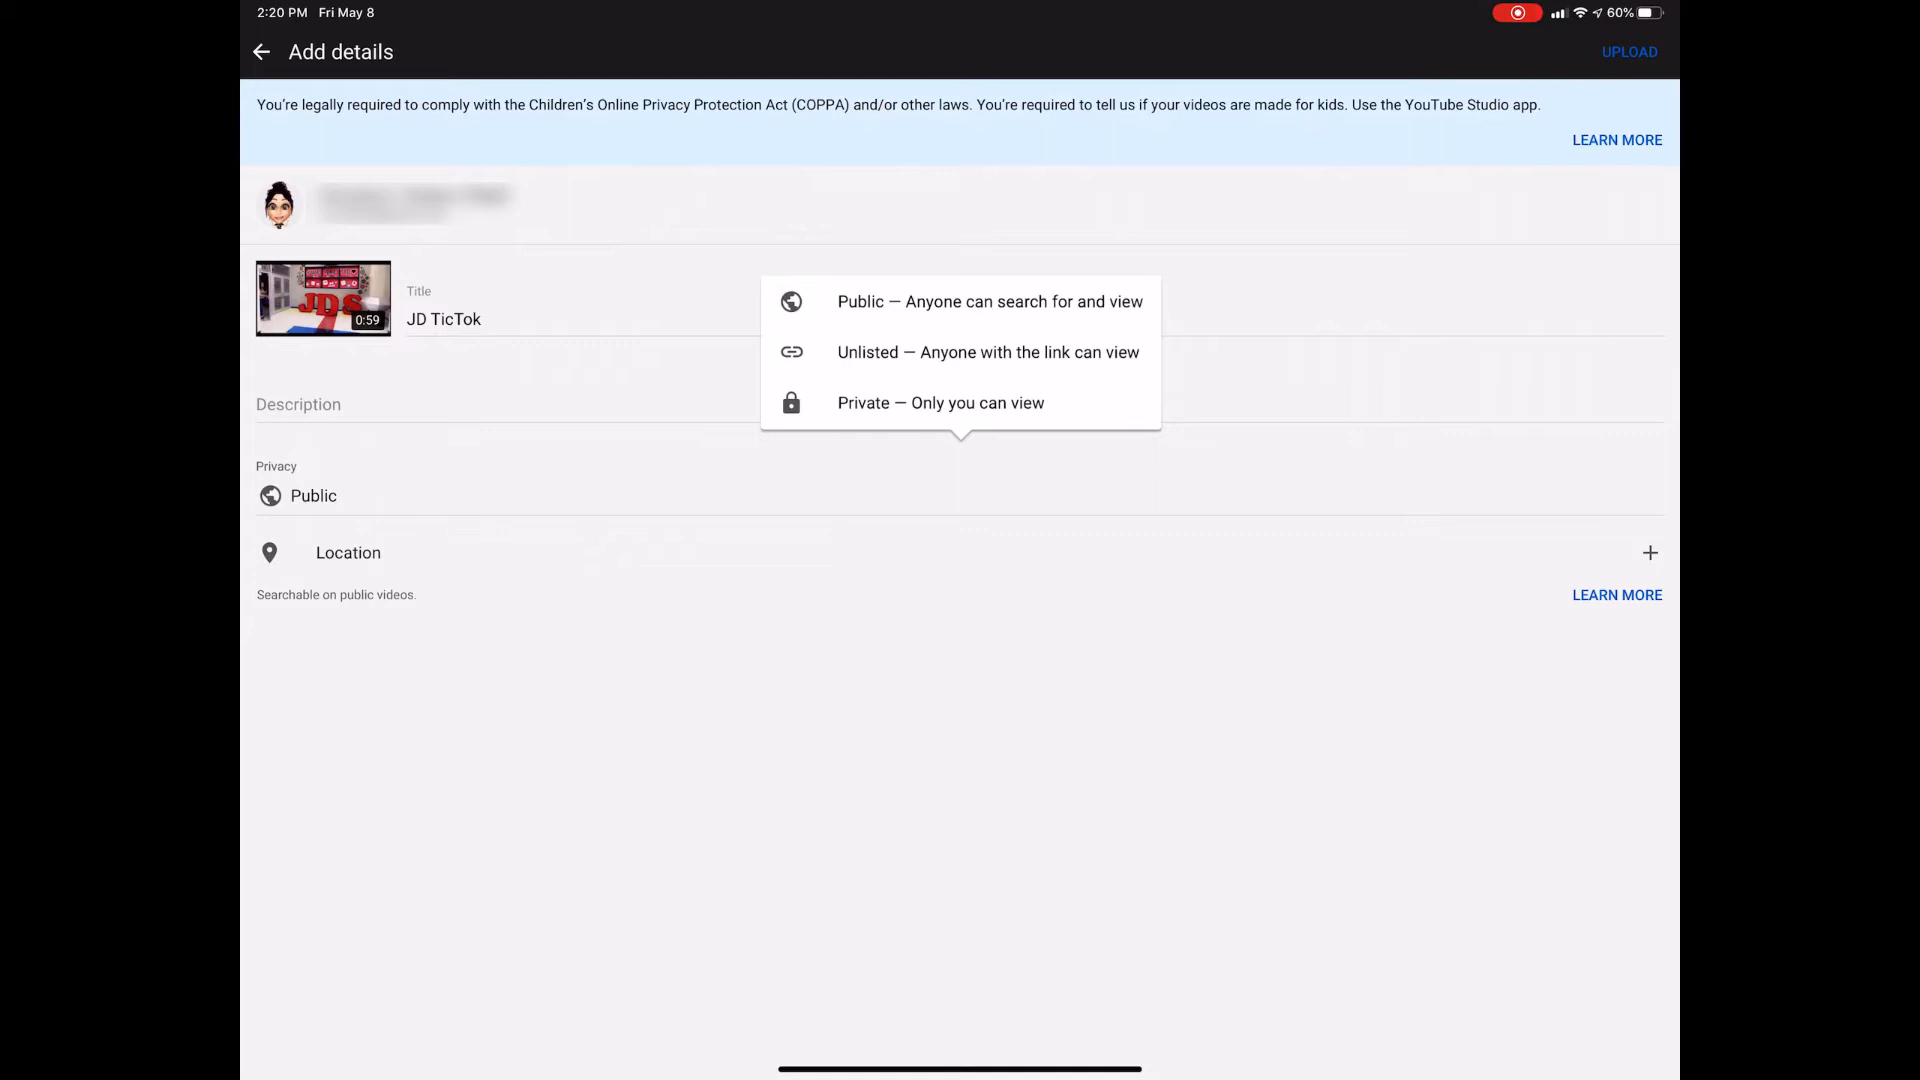 2:20 PM Fri May 8
60%
Add details
UPLOAD
You're legally required to comply with the Children's Online Privacy Protection Act (COPPA) and/or other laws. You're required to tell us if your videos are made for kids. Use the YouTube Studio app.
LEARN MORE
JDS
0:59
Title
JD TicTok
Public — Anyone can search for and view
Unlisted — Anyone with the link can view
Private — Only you can view
Description
Privacy
Public
Location
Searchable on public videos.
LEARN MORE